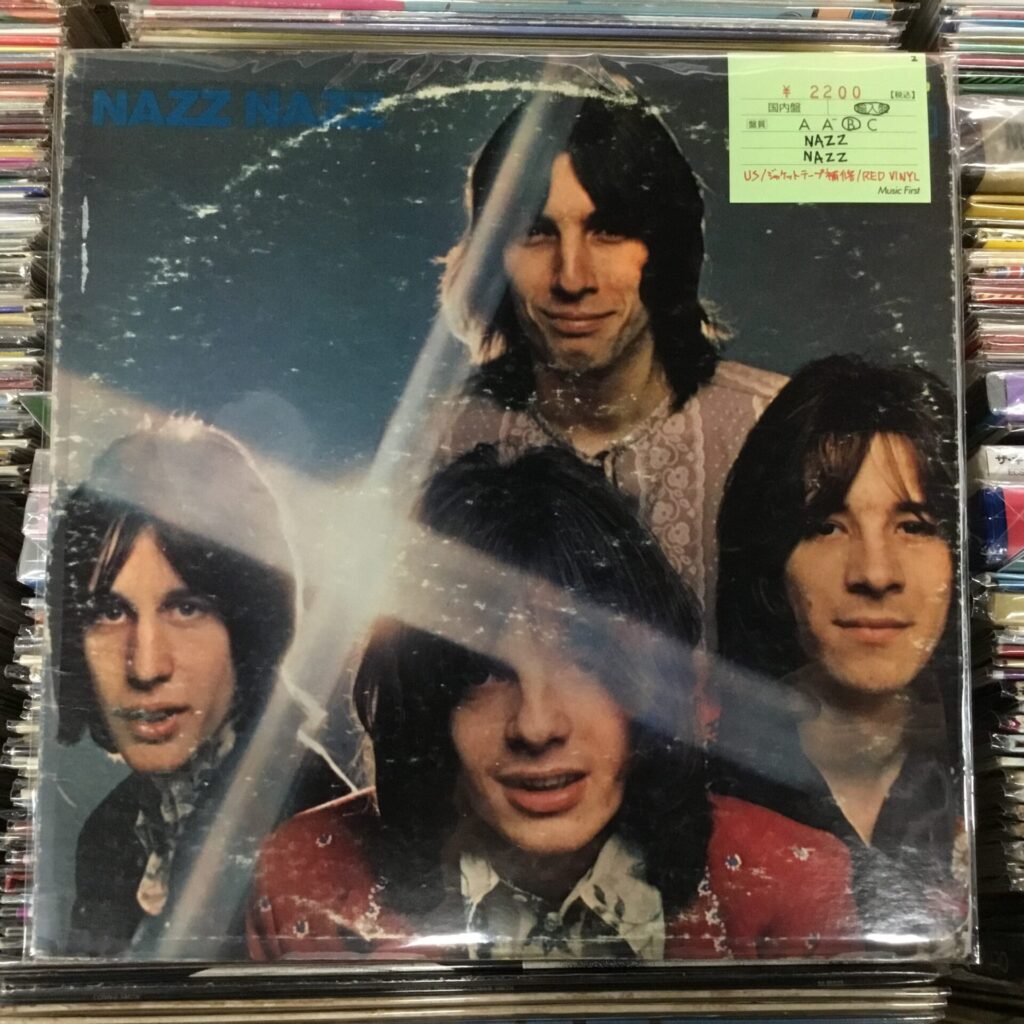 NAZZ NAZZ
¥ 2200 【税込】
国内盤 輸入盤
盤質 A A⁻ B C
NAZZ
NAZZ
US/ジャケットテープ補修/RED VINYL
Music First